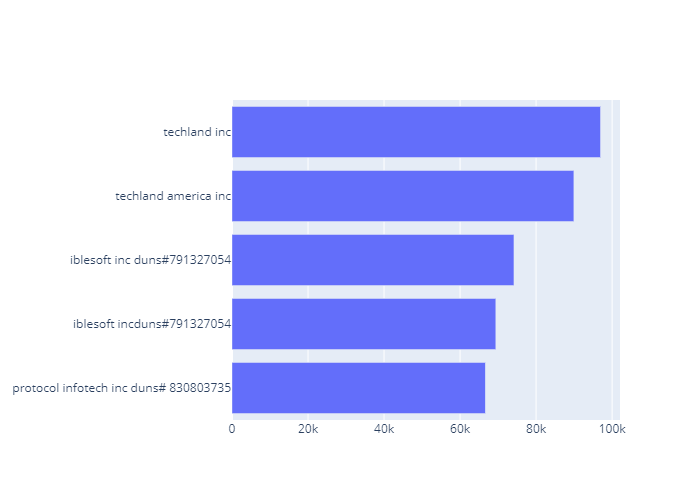 techland inc
techland america inc
iblesoft inc duns#791327054
iblesoft incduns#791327054
protocol infotech inc duns# 830803735
0 20k 40k 60k 80k 100k